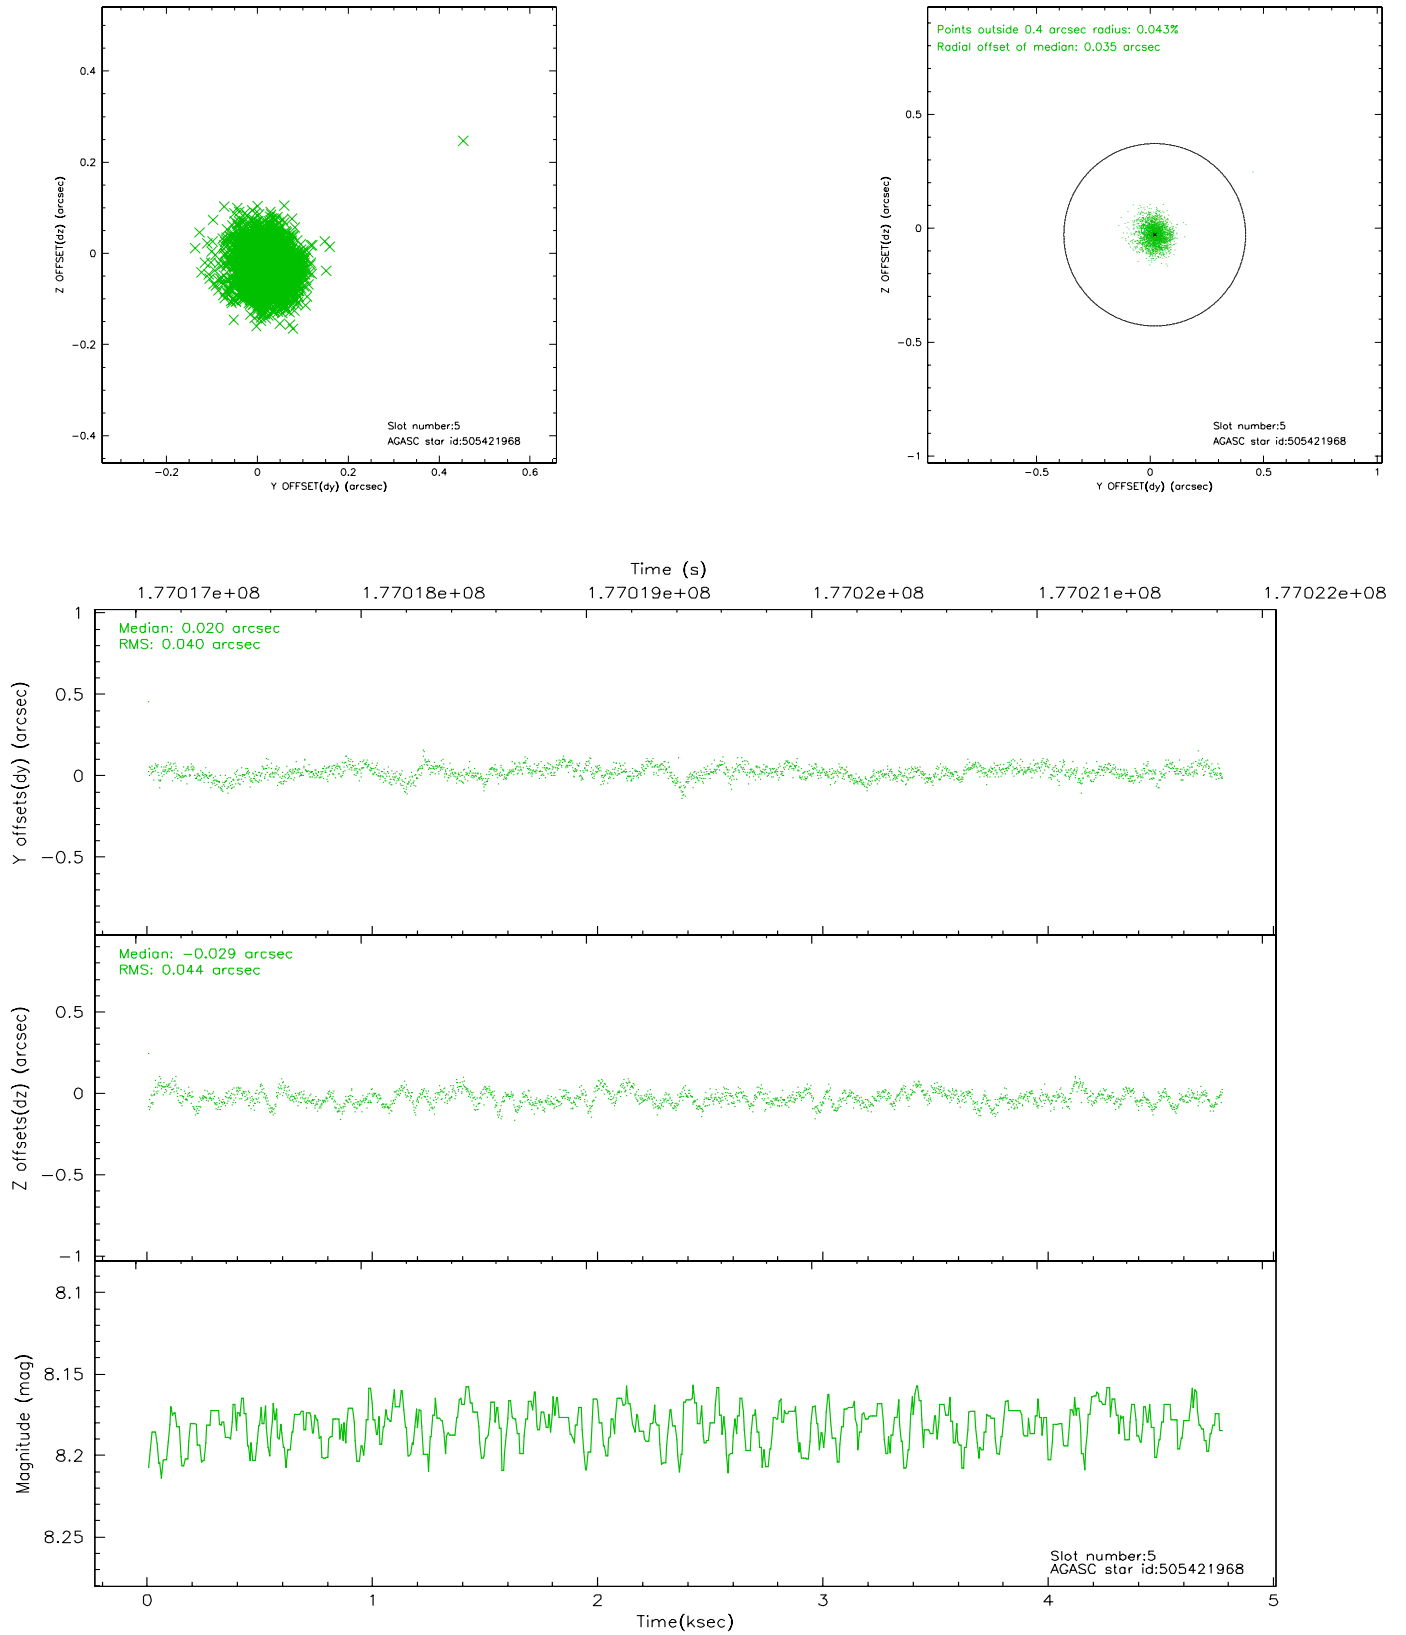 0.4
0.2
0
−0.2
−0.4
Z OFFSET(dz) (arcsec)
Slot number:5
AGASC star id:505421968
−0.2
0
0.2
0.4
0.6
Y OFFSET(dy) (arcsec)
Points outside 0.4 arcsec radius: 0.043%
Radial offset of median: 0.035 arcsec
0.5
0
−0.5
−1
Z OFFSET(dz) (arcsec)
Slot number:5
AGASC star id:505421968
−0.5
0
0.5
1
Y OFFSET(dy) (arcsec)
Time (s)
1.77017e+08
1.77018e+08
1.77019e+08
1.7702e+08
1.77021e+08
1.77022e+08
Median: 0.020 arcsec
RMS: 0.040 arcsec
1
0.5
0
−0.5
Y offsets(dy) (arcsec)
Median: −0.029 arcsec
RMS: 0.044 arcsec
0.5
0
−0.5
−1
Z offsets(dz) (arcsec)
8.1
8.15
8.2
8.25
Magnitude (mag)
Slot number:5
AGASC star id:505421968
0
1
2
3
4
5
Time(ksec)